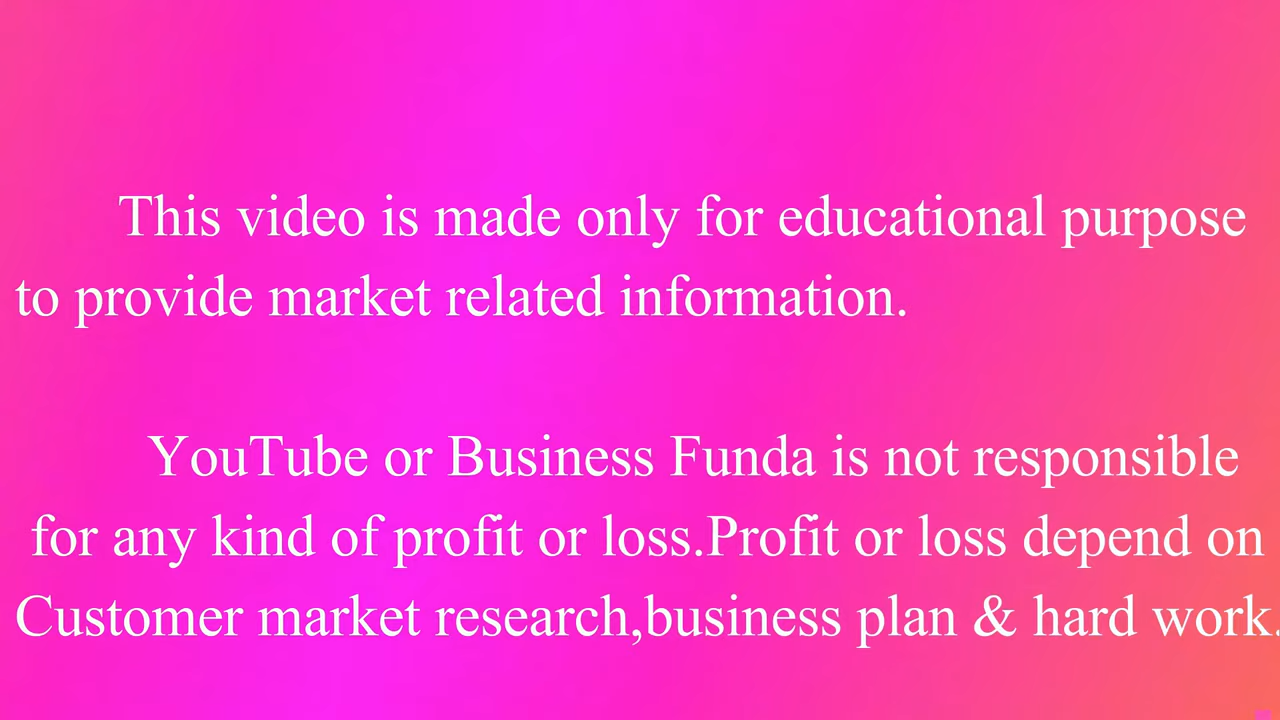 This video is made only for educational purpose
to provide market related information.
YouTube or Business Funda is not responsible
for any kind of profit or loss.Profit or loss depend on
Customer market research,business plan & hard work.